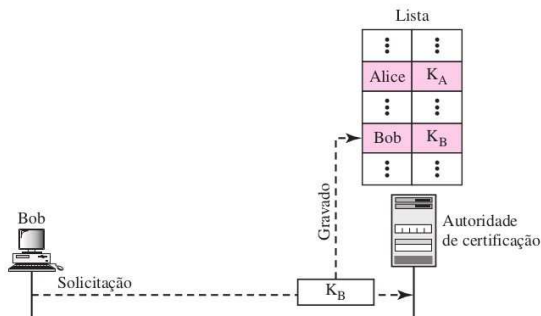 Lista
Alice K_A
Bob K_B
Gravado
Bob
Autoridade
de certificação
Solicitação
K_B